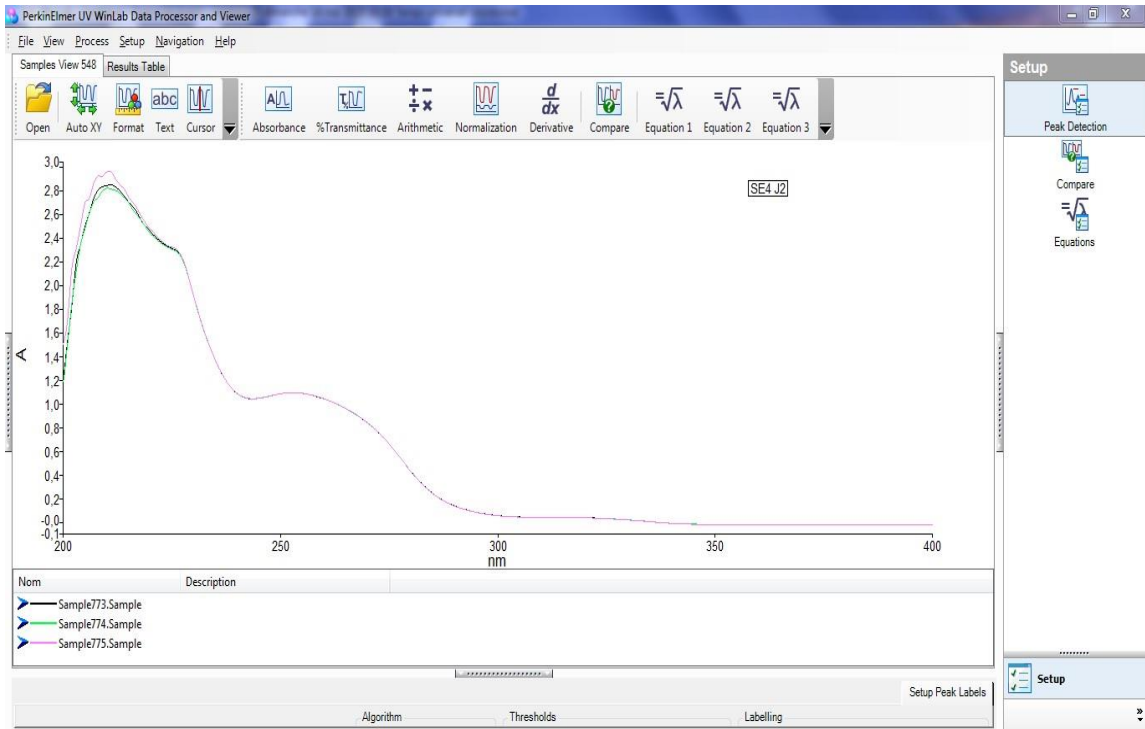 PerkinElmer UV WinLab Data Processor and Viewer
File View Process Setup Navigation Help
Samples View 548 Results Table
Setup
abc
A
T
+ - ÷ ×
d/dx
=√λ =√λ =√λ
Open Auto XY Format Text Cursor Absorbance %Transmittance Arithmetic Normalization Derivative Compare Equation 1 Equation 2 Equation 3
Peak Detection
Compare
=√λ
Equations
SE4 J2
3,0
2,8
2,6
2,4
2,2
2,0
1,8
1,6
1,4
A
1,2
1,0
0,8
0,6
0,4
0,2
-0,0
-0,1
200 250 300 350 400
nm
Nom Description
Sample773.Sample
Sample774.Sample
Sample775.Sample
Setup
Setup Peak Labels
Algorithm Thresholds Labelling